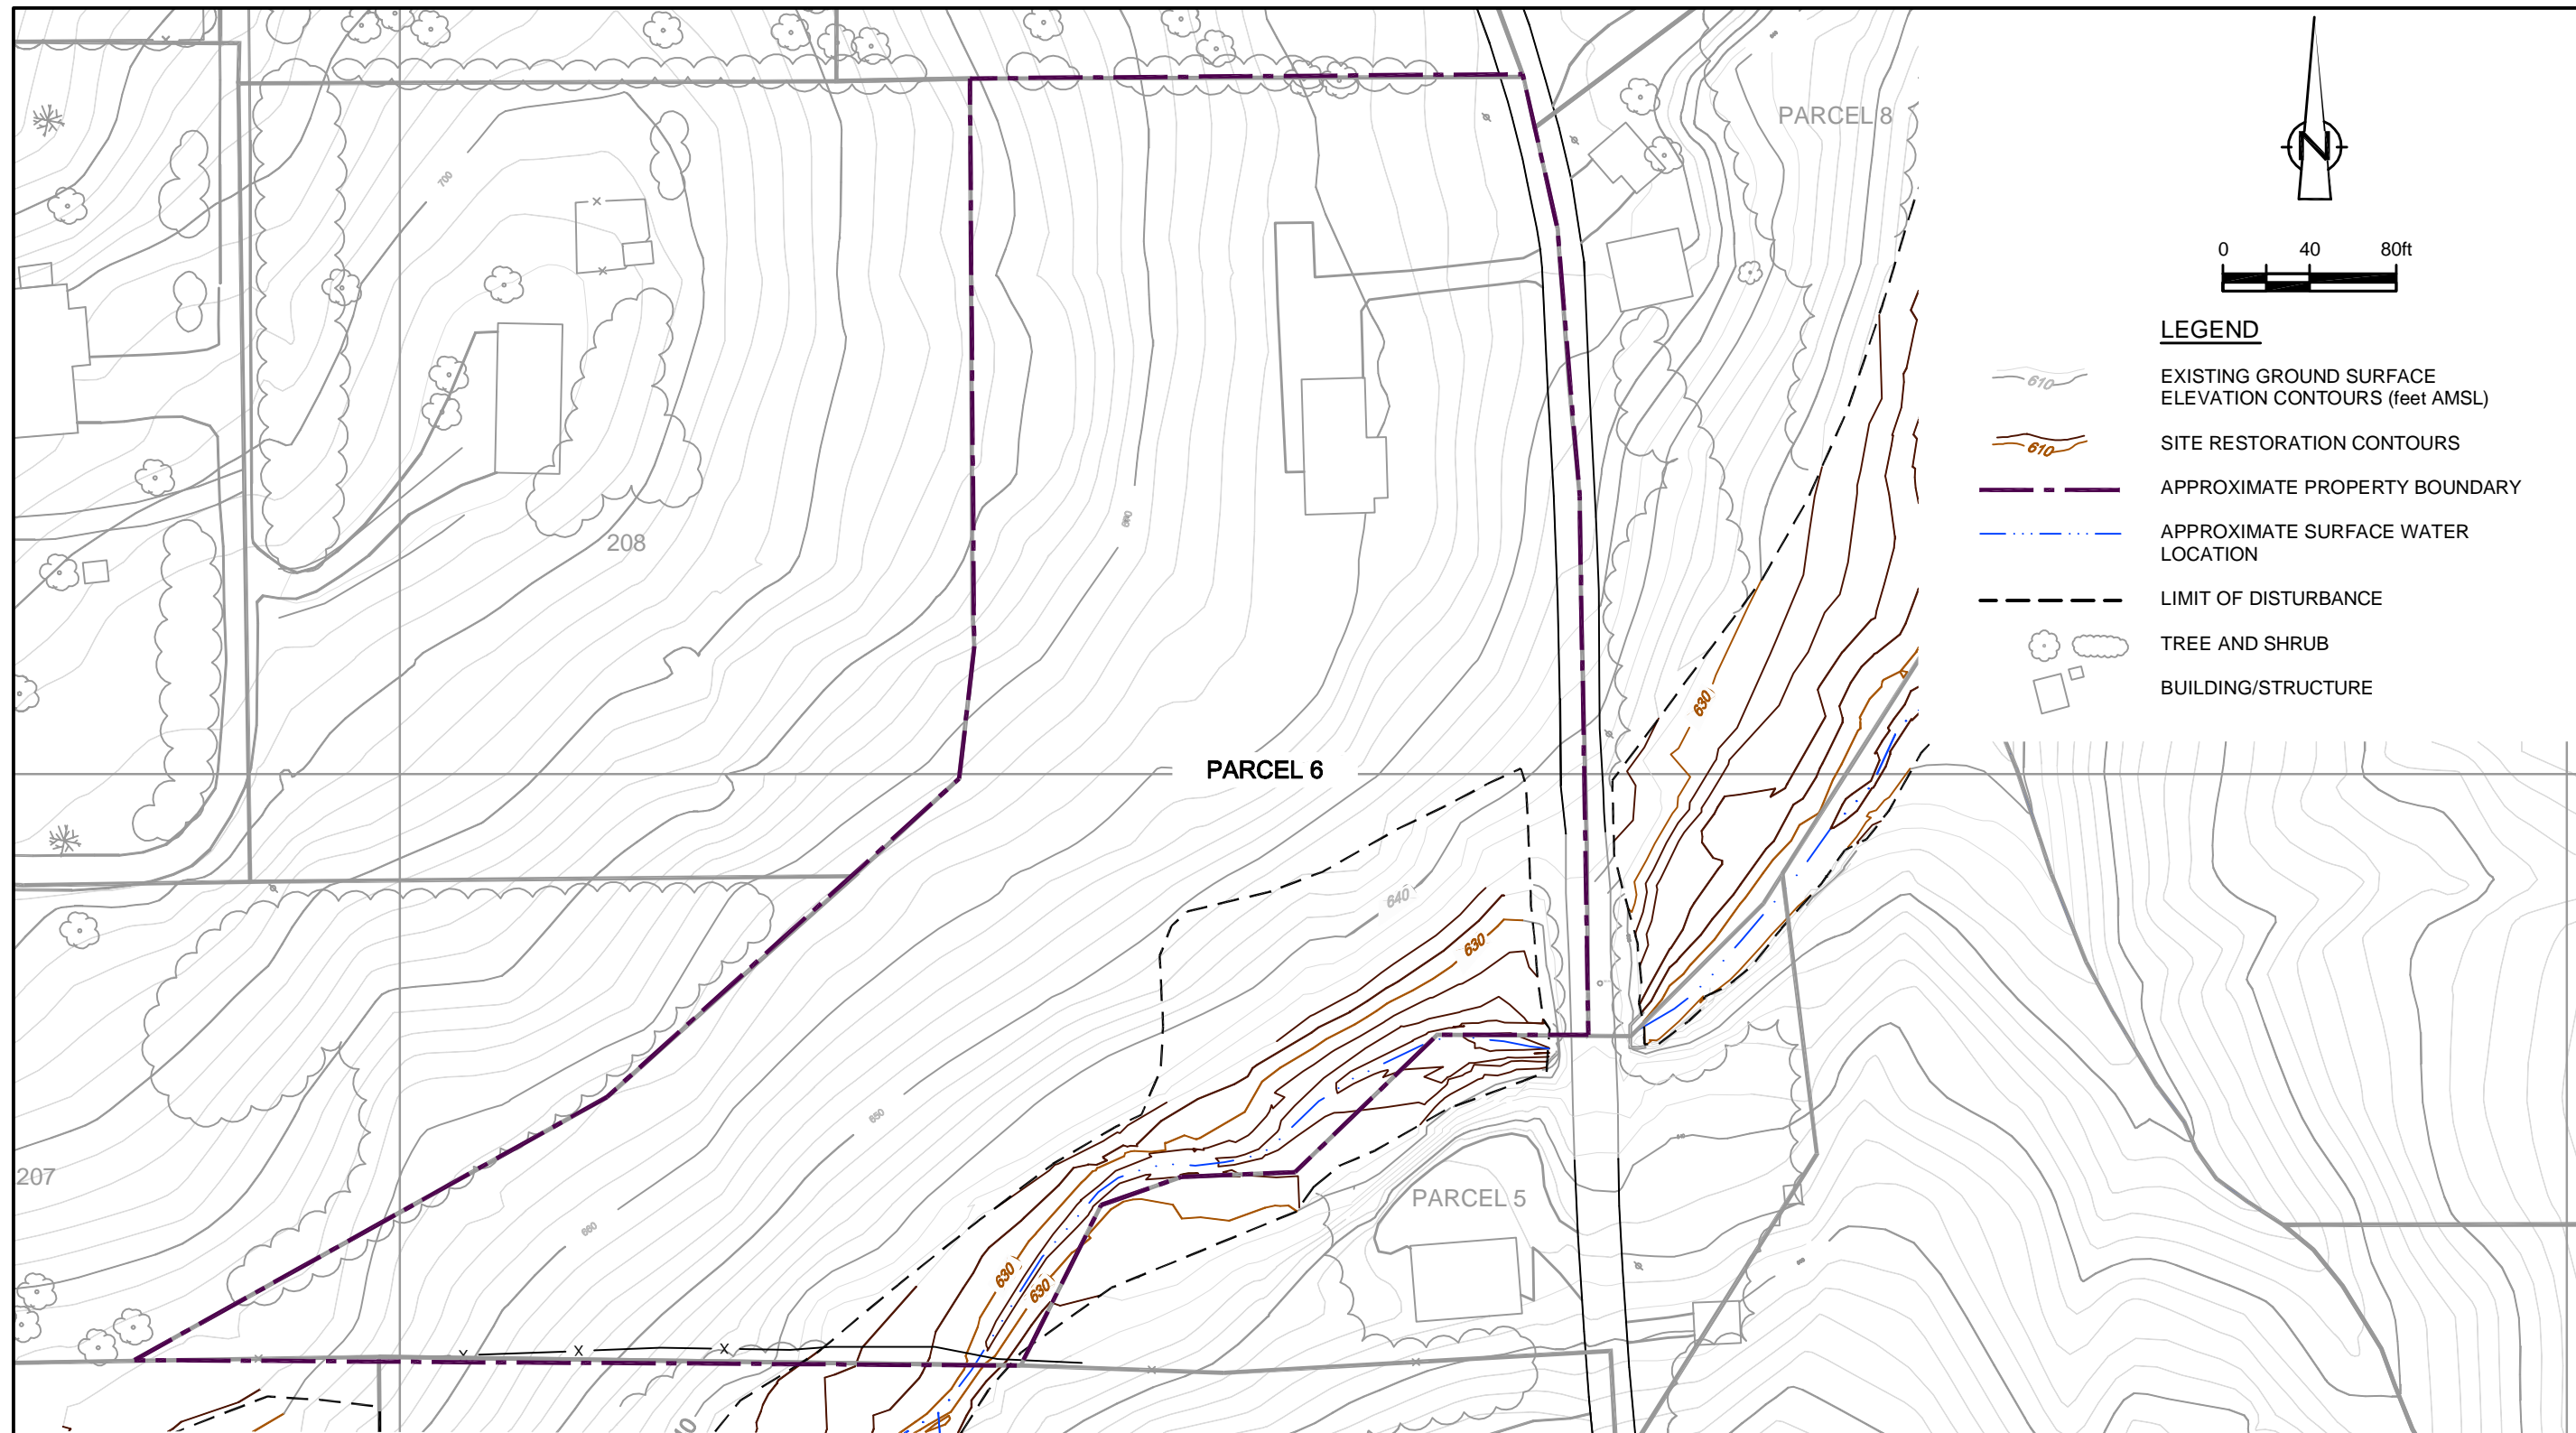 PARCEL 8
N
0 40 80ft
LEGEND
610
EXISTING GROUND SURFACE
ELEVATION CONTOURS (feet AMSL)
610
SITE RESTORATION CONTOURS
APPROXIMATE PROPERTY BOUNDARY
APPROXIMATE SURFACE WATER
LOCATION
LIMIT OF DISTURBANCE
TREE AND SHRUB
BUILDING/STRUCTURE
700
208
630
PARCEL 6
640
630
650
207
PARCEL 5
660
630
630
X X